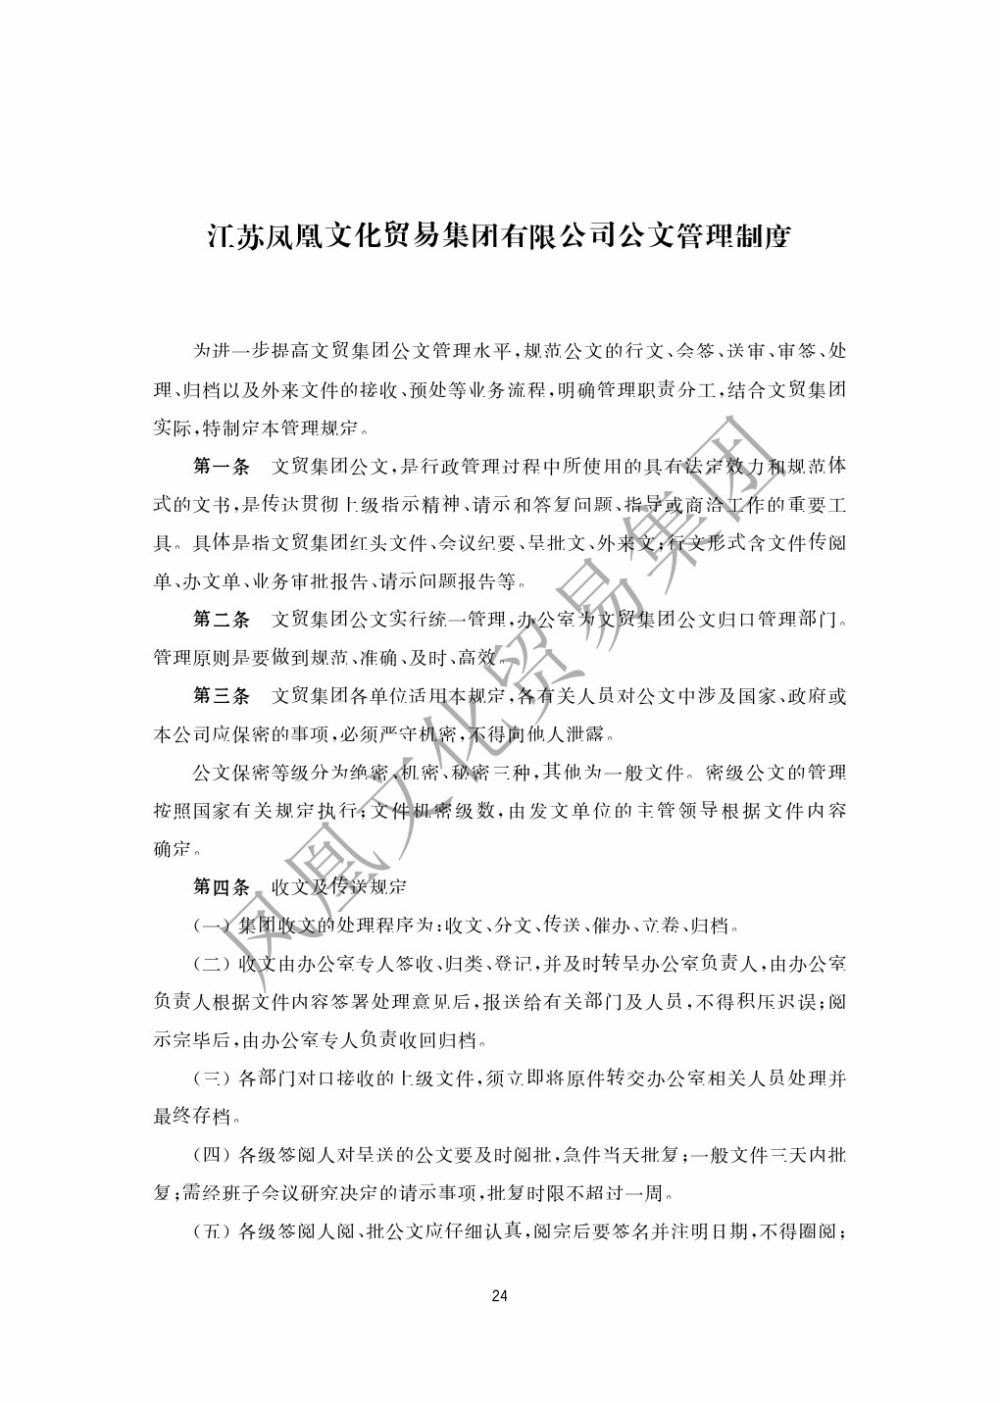 江苏凤凰文化贸易集团有限公司公文管理制度
为进一步提高文贸集团公文管理水平,规范公文的行文、会签、送审、审签、处
理、归档以及外来文件的接收、预处等业务流程,明确管理职责分工,结合文贸集团
实际,特制定本管理规定。
第一条 文贸集团公文,是行政管理过程中所使用的具有法定效力和规范体
式的文书,是传达贯彻上级指示精神、请示和答复问题、指导或商洽工作的重要工
具。具体是指文贸集团红头文件、会议纪要、呈批文、外来文;行文形式含文件传阅
单、办文单、业务审批报告、请示问题报告等。
第二条 文贸集团公文实行统一管理,办公室为文贸集团公文归口管理部门。
管理原则是要做到规范、准确、及时、高效。
第三条 文贸集团各单位适用本规定,各有关人员对公文中涉及国家、政府或
本公司应保密的事项,必须严守机密,不得向他人泄露。
公文保密等级分为绝密、机密、秘密三种,其他为一般文件。密级公文的管理
按照国家有关规定执行;文件机密级数,由发文单位的主管领导根据文件内容
确定。
第四条 收文及传送规定
(一)集团收文的处理程序为:收文、分文、传送、催办、立卷、归档。
(二)收文由办公室专人签收、归类、登记,并及时转呈办公室负责人,由办公室
负责人根据文件内容签署处理意见后,报送给有关部门及人员,不得积压迟误;阅
示完毕后,由办公室专人负责收回归档。
(三)各部门对口接收的上级文件,须立即将原件转交办公室相关人员处理并
最终存档。
(四)各级签阅人对呈送的公文要及时阅批,急件当天批复;一般文件三天内批
复;需经班子会议研究决定的请示事项,批复时限不超过一周。
(五)各级签阅人阅、批公文应仔细认真,阅完后要签名并注明日期,不得圈阅;
24
凤凰文化贸易集团